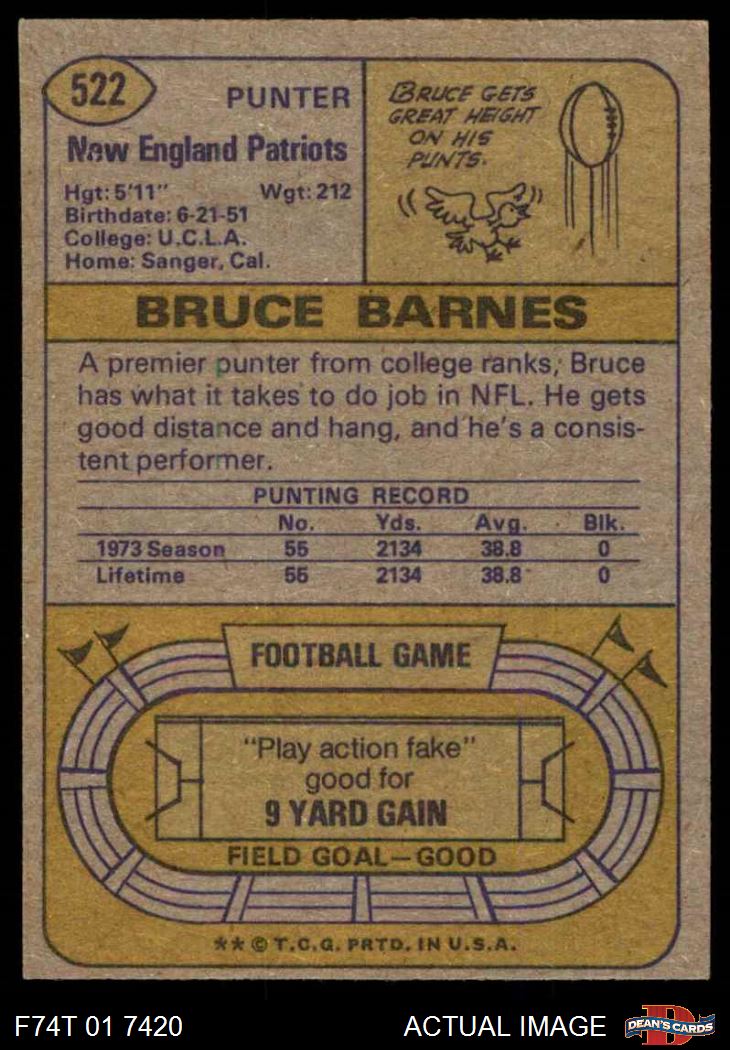 522
PUNTER
New England Patriots
Hgt: 5'11" Wgt: 212
Birthdate: 6-21-51
College: U.C.L.A.
Home: Sanger, Cal.
BRUCE GETS
GREAT HEIGHT
ON HIS
PUNTS.
BRUCE BARNES
A premier punter from college ranks, Bruce
has what it takes to do job in NFL. He gets
good distance and hang, and he's a consis-
tent performer.
PUNTING RECORD
No. Yds. Avg. Blk.
1973 Season 55 2134 38.8 0
Lifetime 55 2134 38.8 0
FOOTBALL GAME
"Play action fake"
good for
9 YARD GAIN
FIELD GOAL—GOOD
** © T.C.G. PRTD. IN U.S.A.
F74T 01 7420 ACTUAL IMAGE
D
DEAN'S CARDS